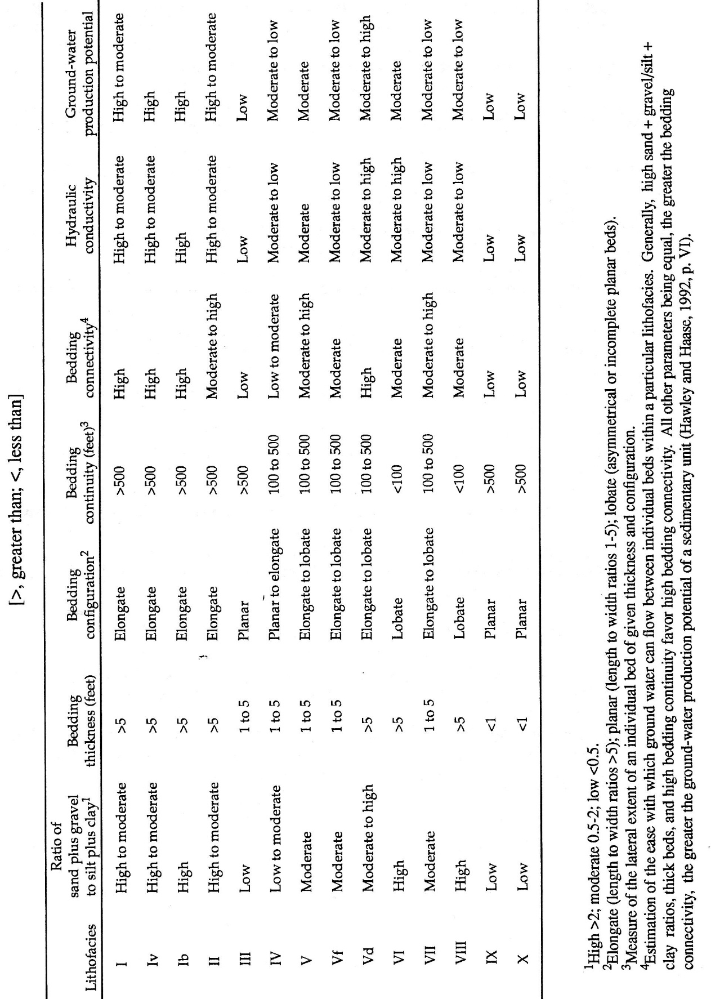 [>, greater than; <, less than]
Ratio of
sand plus gravel Bedding Bedding Bedding Bedding Hydraulic Ground-water
Lithofacies to silt plus clay1 thickness (feet) configuration2 continuity (feet)3 connectivity4 conductivity production potential
I High to moderate >5 Elongate >500 High High to moderate High to moderate
Iv High to moderate >5 Elongate >500 High High to moderate High
Ib High >5 Elongate >500 High High High
II High to moderate >5 Elongate >500 Moderate to high High to moderate High to moderate
III Low 1 to 5 Planar >500 Low Low Low
IV Low to moderate 1 to 5 Planar to elongate 100 to 500 Low to moderate Moderate to low Moderate to low
V Moderate 1 to 5 Elongate to lobate 100 to 500 Moderate to high Moderate Moderate
Vf Moderate 1 to 5 Elongate to lobate 100 to 500 Moderate Moderate to low Moderate to low
Vd Moderate to high >5 Elongate to lobate 100 to 500 High Moderate to high Moderate to high
VI High >5 Lobate <100 Moderate Moderate to high Moderate
VII Moderate 1 to 5 Elongate to lobate 100 to 500 Moderate to high Moderate to low Moderate to low
VIII High >5 Lobate <100 Moderate Moderate to low Moderate to low
IX Low <1 Planar >500 Low Low Low
X Low <1 Planar >500 Low Low Low
1High >2; moderate 0.5-2; low <0.5.
2Elongate (length to width ratios >5); planar (length to width ratios 1-5); lobate (asymmetrical or incomplete planar beds).
3Measure of the lateral extent of an individual bed of given thickness and configuration.
4Estimation of the ease with which ground water can flow between individual beds within a particular lithofacies. Generally, high sand + gravel/silt +
clay ratios, thick beds, and high bedding continuity favor high bedding connectivity. All other parameters being equal, the greater the bedding
connectivity, the greater the ground-water production potential of a sedimentary unit (Hawley and Haase, 1992, p. VI).